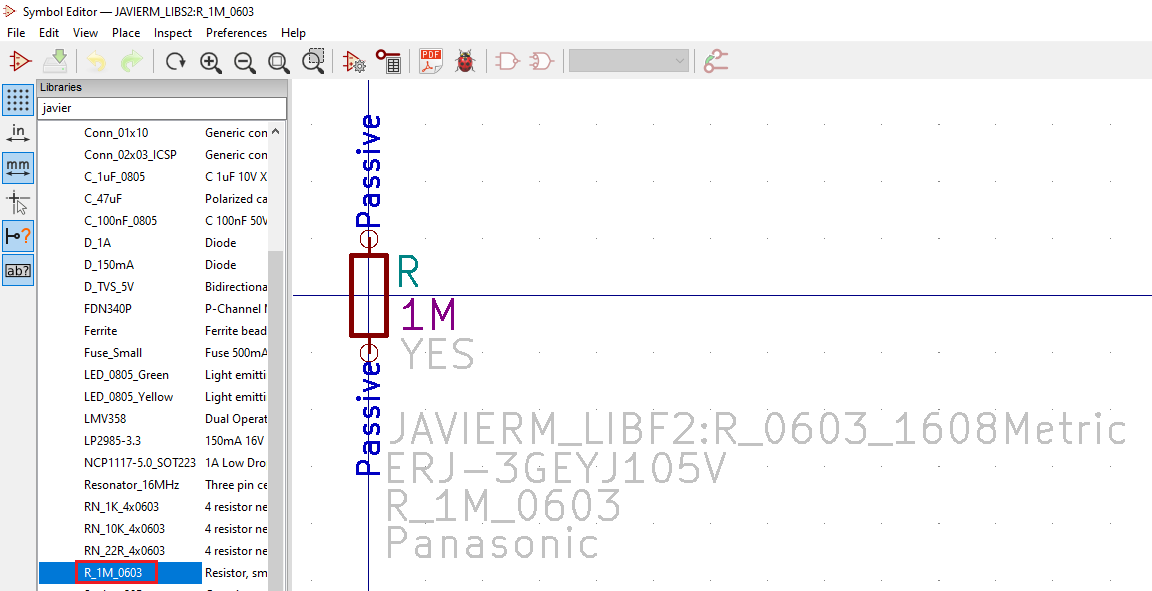 Symbol Editor — JAVIERM_LIBS2:R_1M_0603
File Edit View Place Inspect Preferences Help
PDF
Libraries
javier
in
mm
ab?
Conn_01x10 Generic con
Conn_02x03_ICSP Generic con
C_1uF_0805 C 1uF 10V X
C_47uF Polarized ca
C_100nF_0805 C 100nF 50V
D_1A Diode
D_150mA Diode
D_TVS_5V Bidirectiona
FDN340P P-Channel
Ferrite Ferrite bead
Fuse_Small Fuse 500mA
LED_0805_Green Light emitti
LED_0805_Yellow Light emitti
LMV358 Dual Operat
LP2985-3.3 150mA 16V
NCP1117-5.0_SOT223 1A Low Dro
Resonator_16MHz Three pin ce
RN_1K_4x0603 4 resistor ne
RN_10K_4x0603 4 resistor ne
RN_22R_4x0603 4 resistor ne
R_1M_0603 Resistor, sm
Passive
R
1M
YES
Passive
JAVIERM_LIBF2:R_0603_1608Metric
ERJ-3GEYJ105V
R_1M_0603
Panasonic